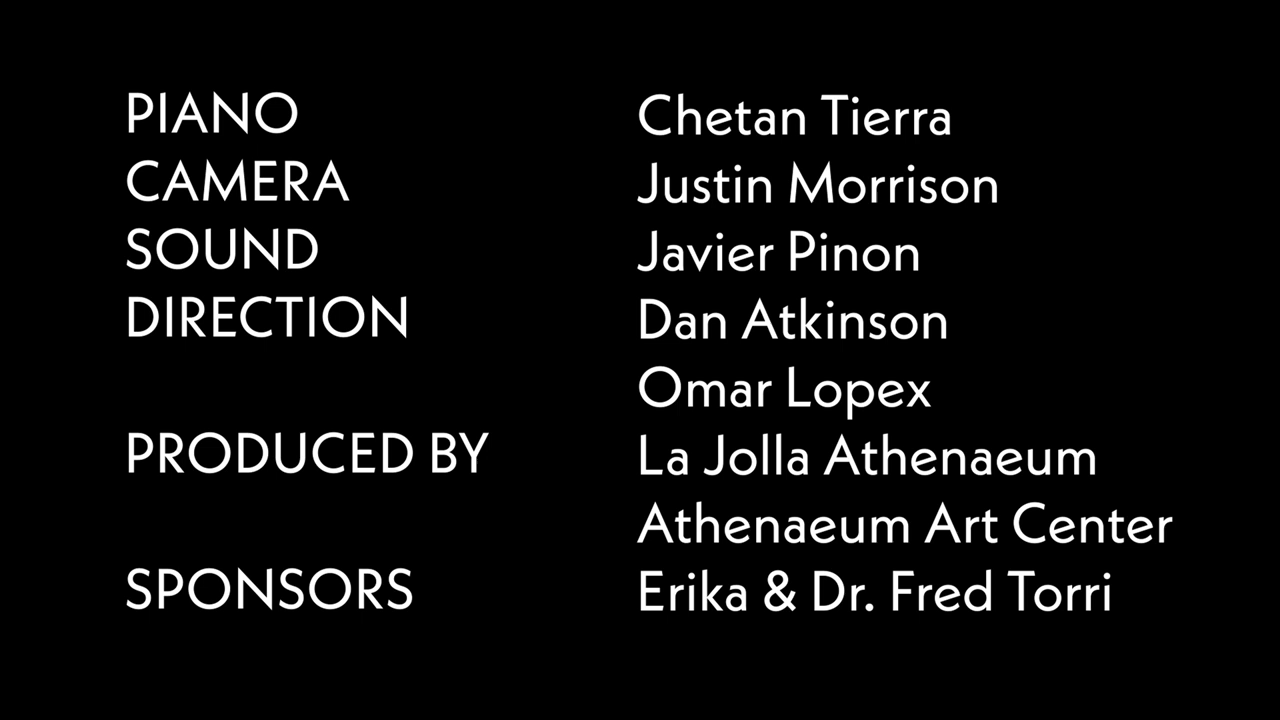 PIANO Chetan Tierra
CAMERA Justin Morrison
SOUND Javier Pinon
DIRECTION Dan Atkinson
Omar Lopex
PRODUCED BY La Jolla Athenaeum
Athenaeum Art Center
SPONSORS Erika & Dr. Fred Torri